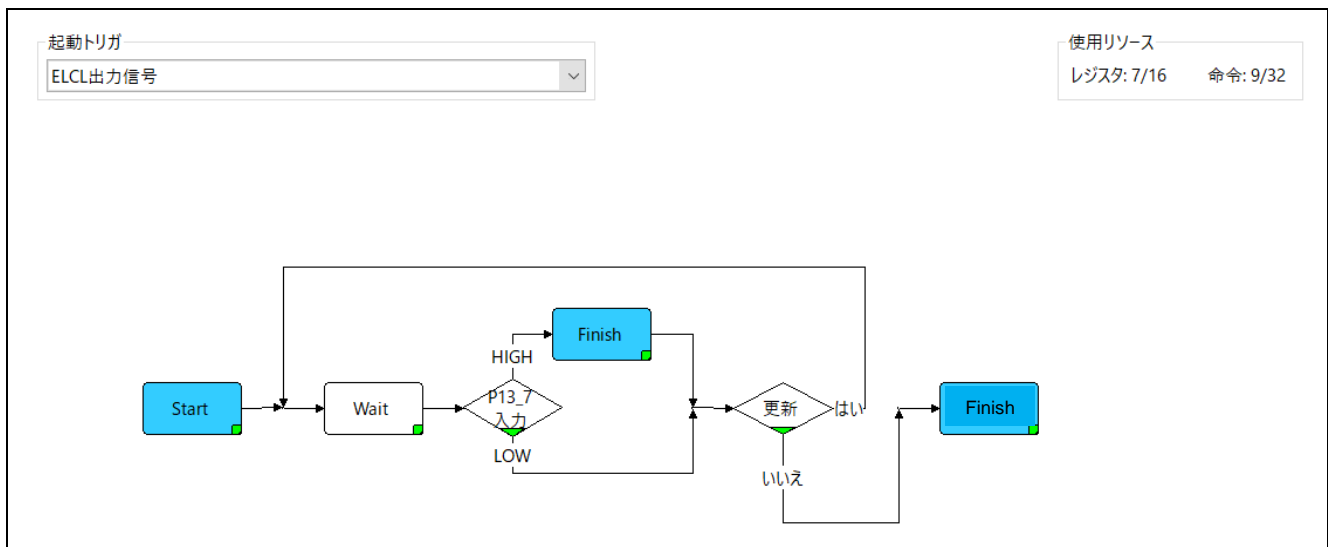 起動トリガ
ELCL出力信号
使用リソース
レジスタ: 7/16 命令: 9/32
Finish
HIGH
Start
Wait
P13_7
入力
更新
はい
Finish
LOW
いいえ